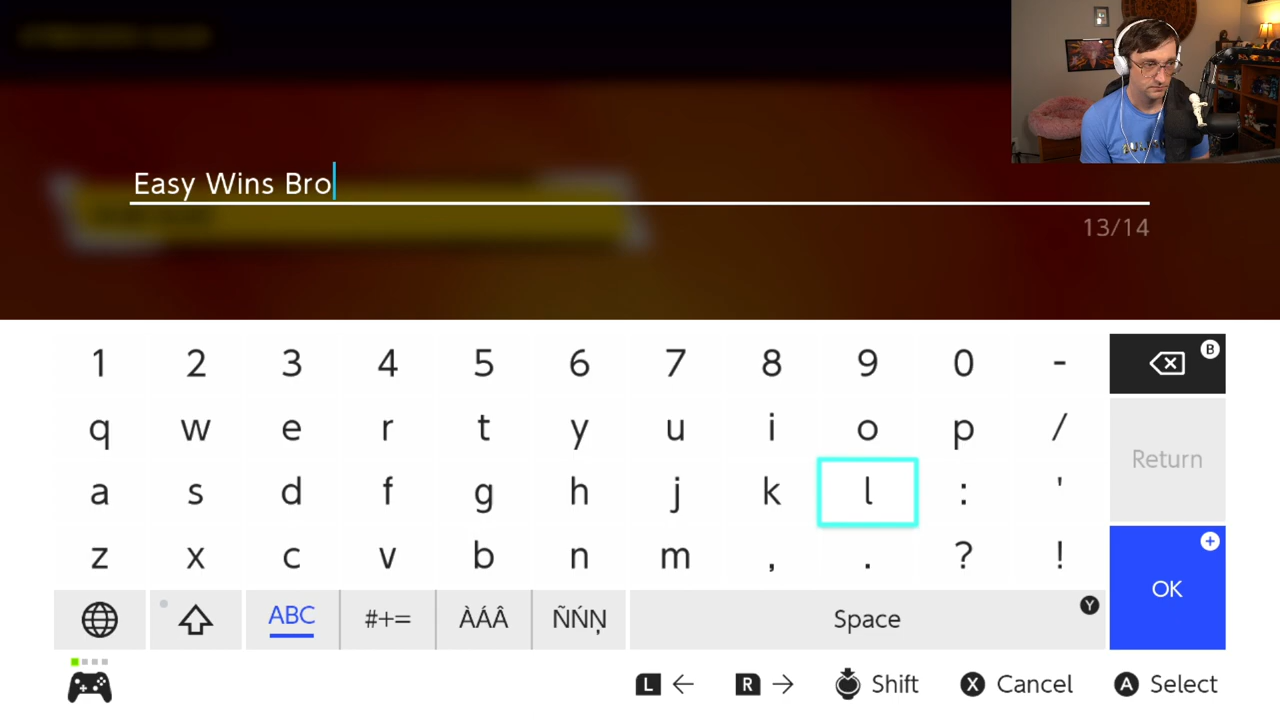 Easy Wins Bro
13/14
1 2 3 4 5 6 7 8 9 0 - B
q w e r t y u i o p / Return
a s d f g h j k l : '
z x c v b n m , . ? ! + OK
ABC #+= ÀÁÂ ÑŃŅ Space Y
L ← R → Shift X Cancel A Select